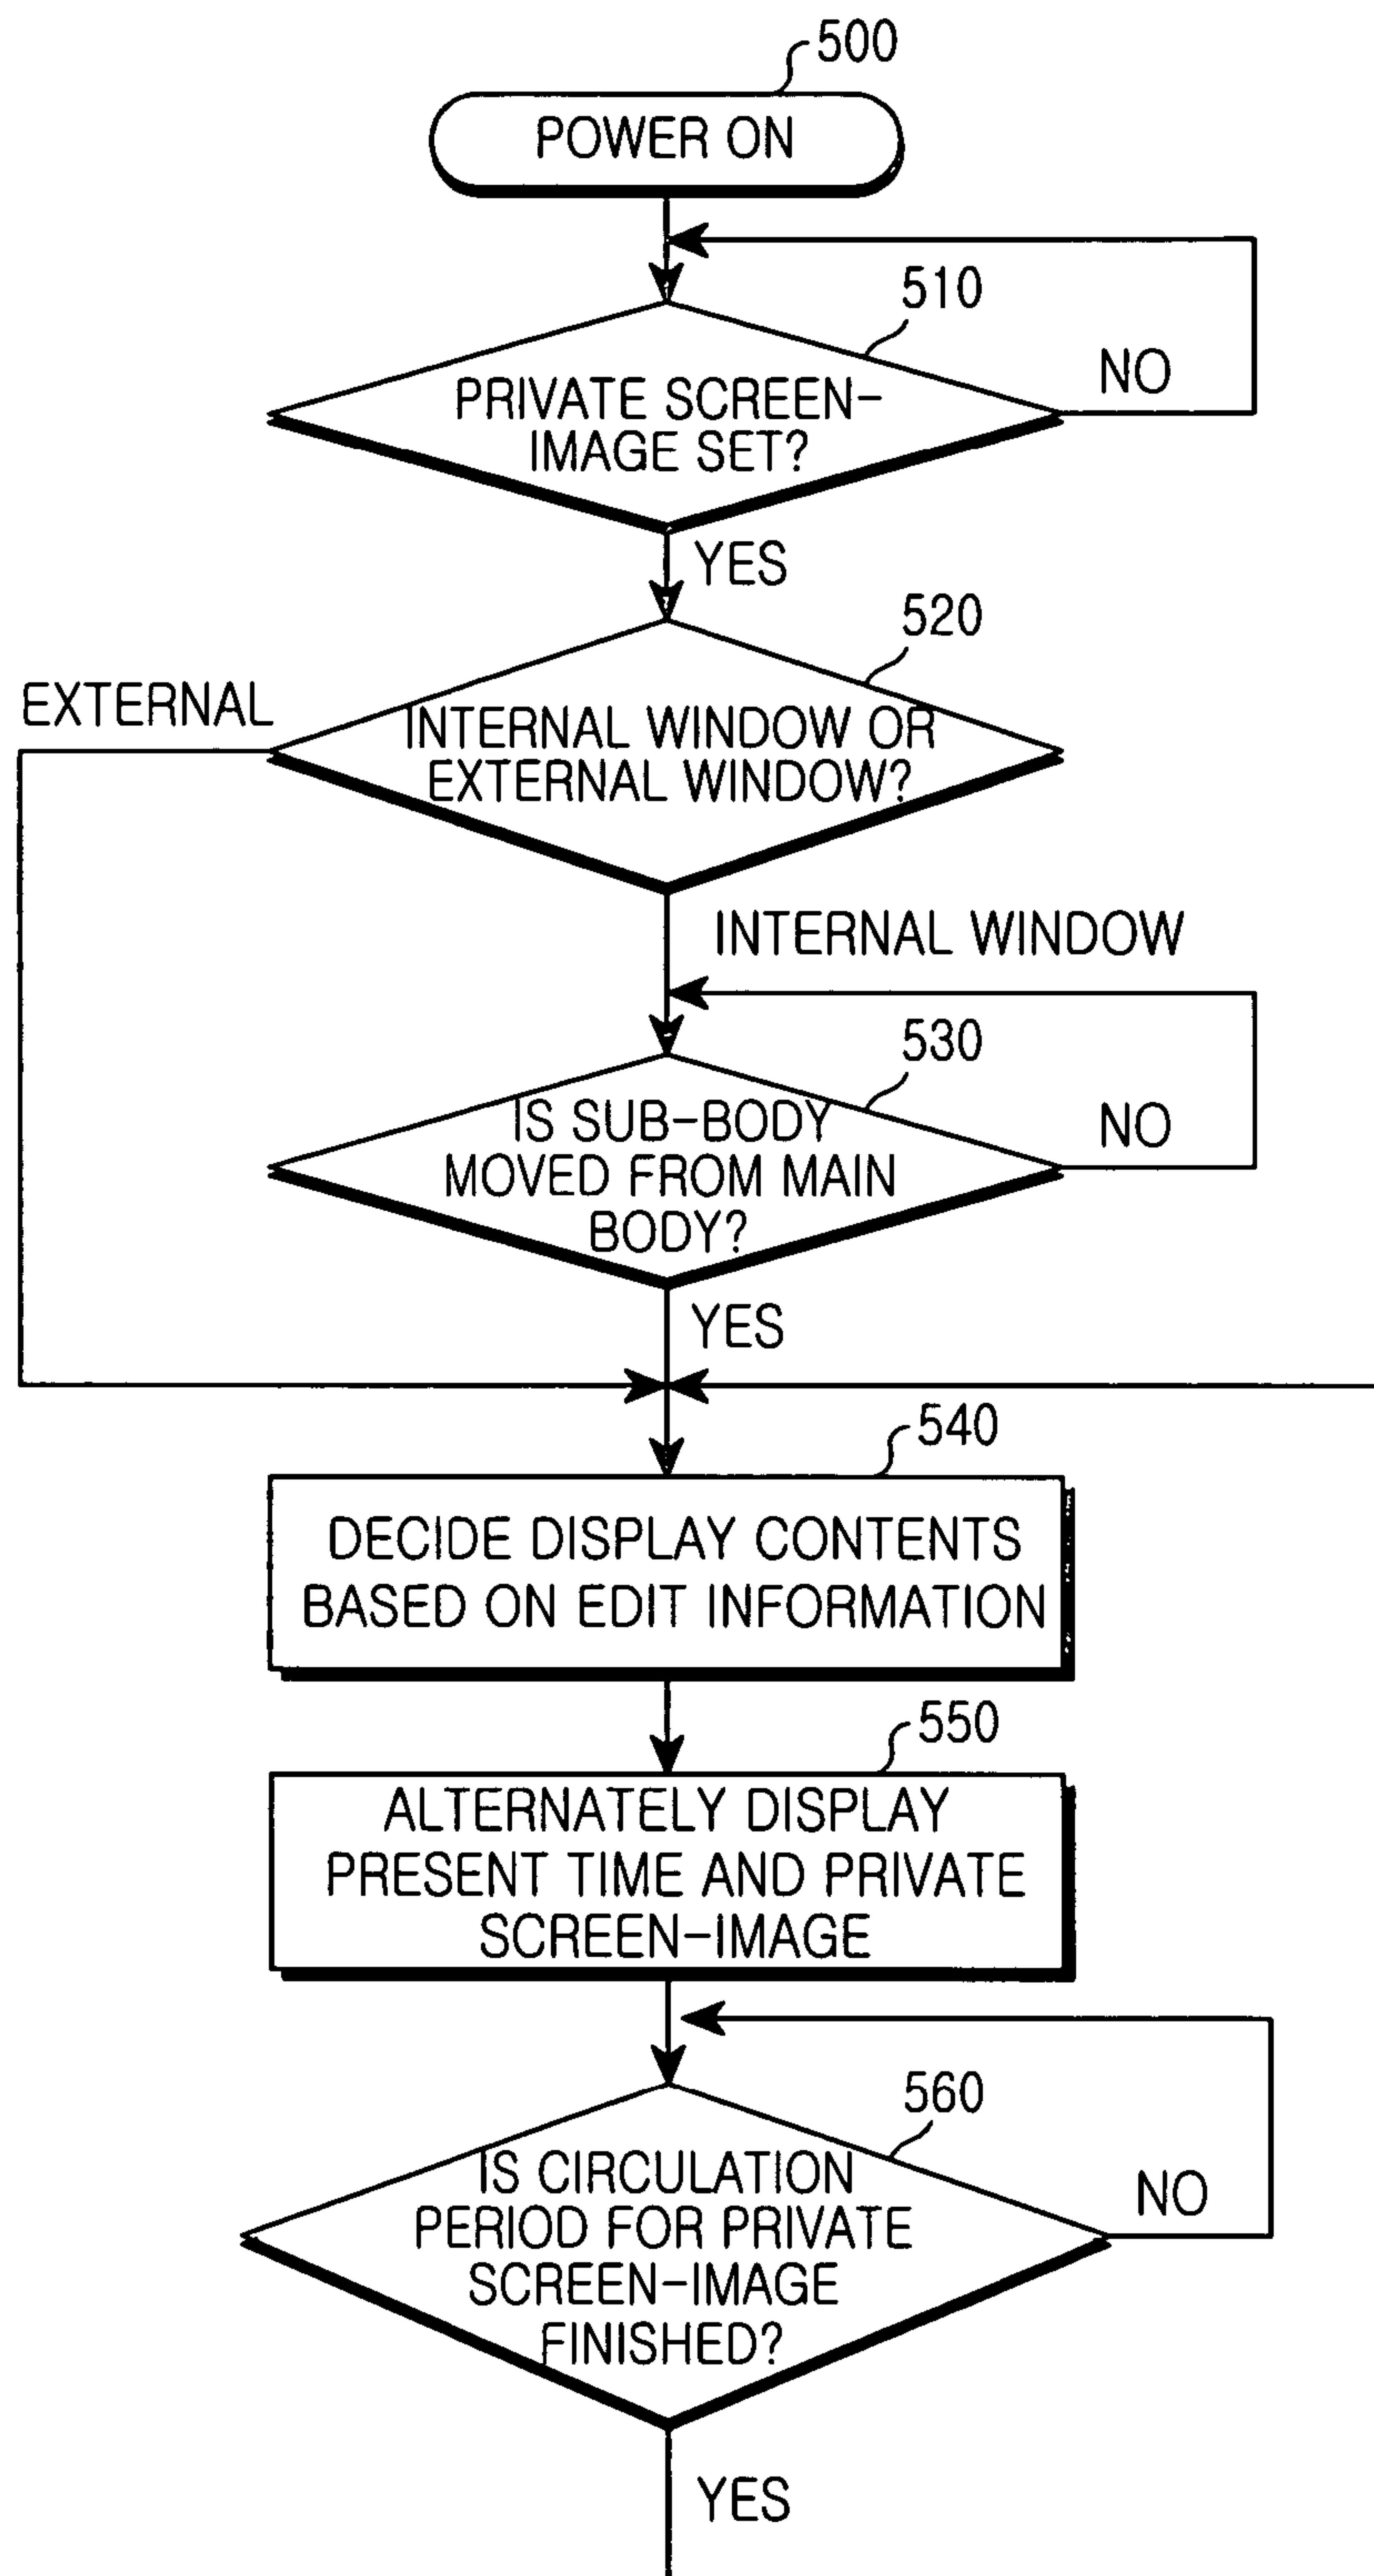 500
POWER ON
510
PRIVATE SCREEN-
IMAGE SET?
NO
YES
520
EXTERNAL
INTERNAL WINDOW OR
EXTERNAL WINDOW?
INTERNAL WINDOW
530
IS SUB-BODY
MOVED FROM MAIN
BODY?
NO
YES
540
DECIDE DISPLAY CONTENTS
BASED ON EDIT INFORMATION
550
ALTERNATELY DISPLAY
PRESENT TIME AND PRIVATE
SCREEN-IMAGE
560
IS CIRCULATION
PERIOD FOR PRIVATE
SCREEN-IMAGE
FINISHED?
NO
YES